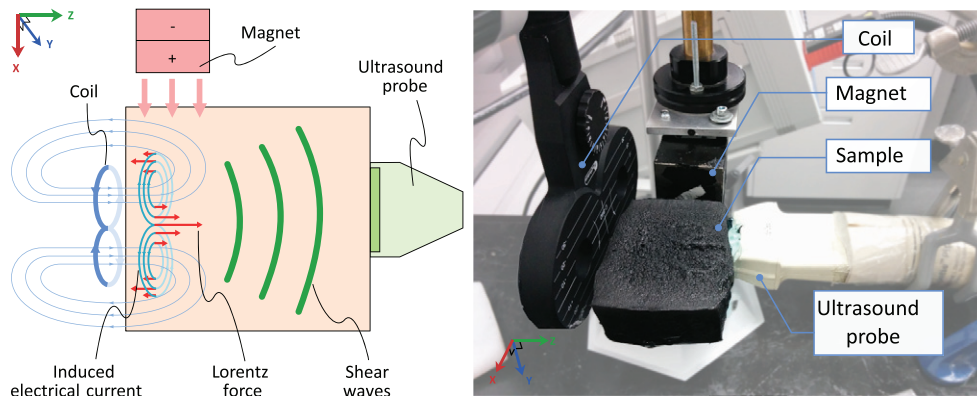 Z
Y
X
-
+
Magnet
Coil
Ultrasound
probe
Induced
electrical current
Lorentz
force
Shear
waves
Coil
Magnet
Sample
Ultrasound
probe
Z
X
Y